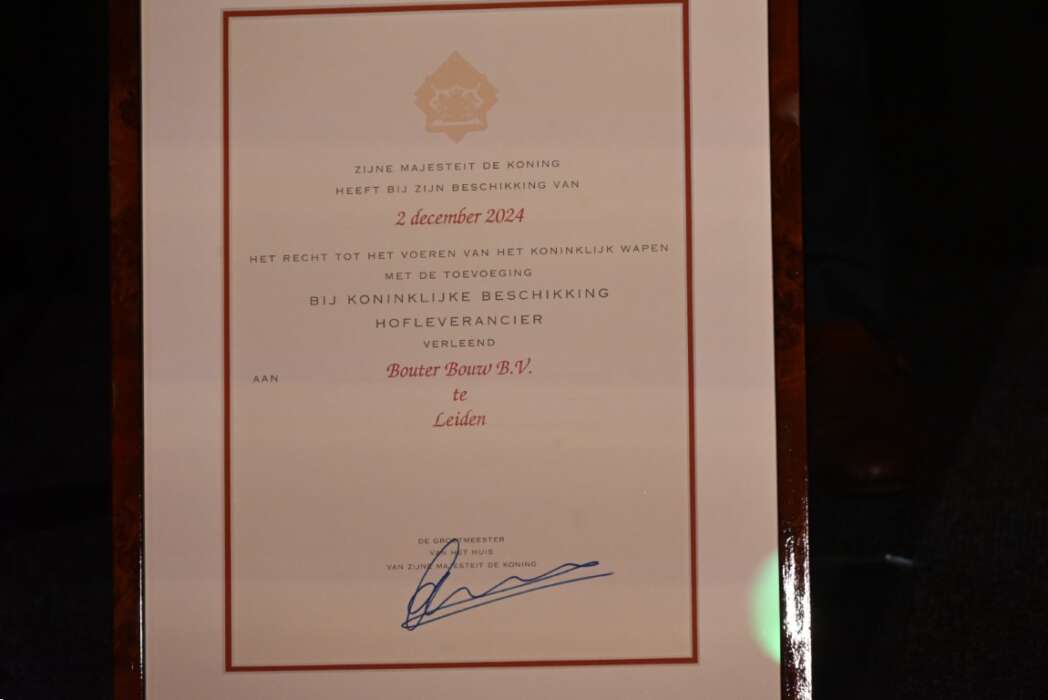 ZIJNE MAJESTEIT DE KONING
HEEFT BIJ ZIJN BESCHIKKING VAN
2 december 2024
HET RECHT TOT HET VOEREN VAN HET KONINKLIJK WAPEN
MET DE TOEVOEGING
BIJ KONINKLIJKE BESCHIKKING
HOFLEVERANCIER
VERLEEND
AAN Bouter Bouw B.V.
te
Leiden
DE GROOTMEESTER
VAN HET HUIS
VAN ZIJNE MAJESTEIT DE KONING